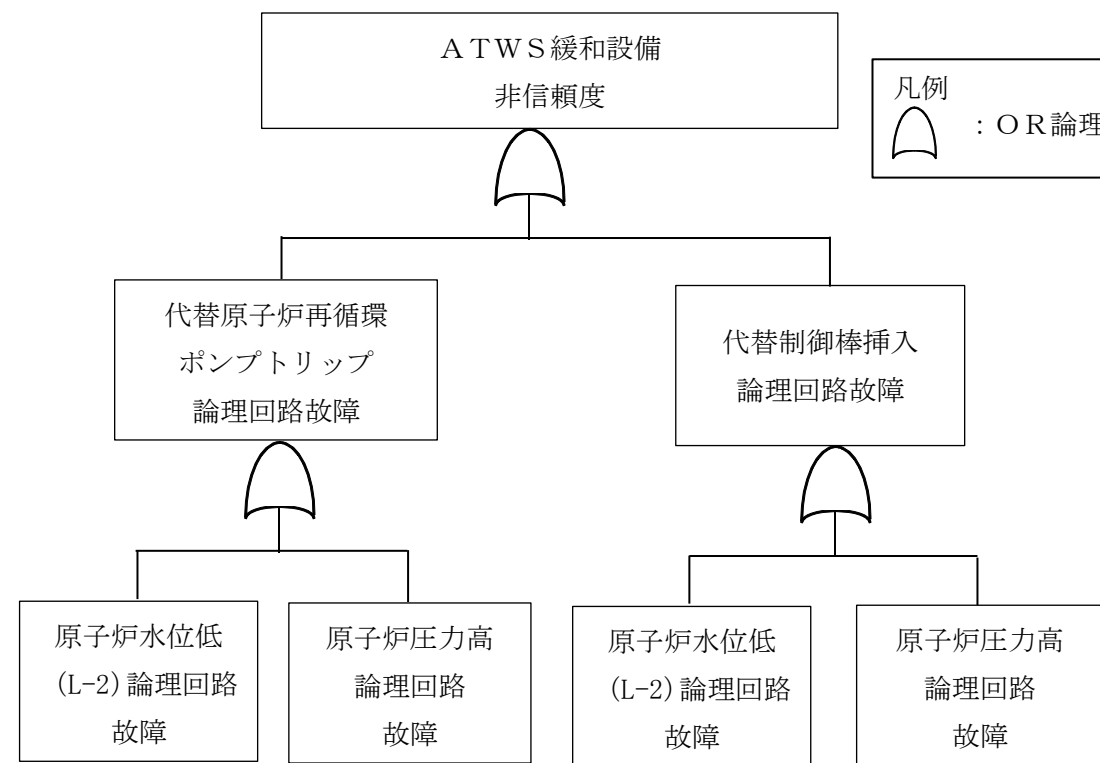 ATWS緩和設備
非信頼度
凡例
:OR論理
代替原子炉再循環
ポンプトリップ
論理回路故障
代替制御棒挿入
論理回路故障
原子炉水位低
(L-2)論理回路
故障
原子炉圧力高
論理回路
故障
原子炉水位低
(L-2)論理回路
故障
原子炉圧力高
論理回路
故障